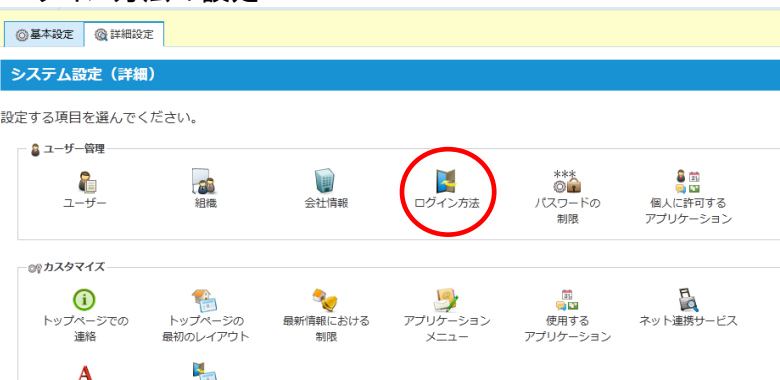 基本設定 詳細設定
システム設定（詳細）
設定する項目を選んでください。
ユーザー管理
ユーザー 組織 会社情報 ログイン方法 パスワードの制限 個人に許可するアプリケーション
カスタマイズ
トップページでの連絡 トップページの最初のレイアウト 最新情報における制限 アプリケーションメニュー 使用するアプリケーション ネット連携サービス